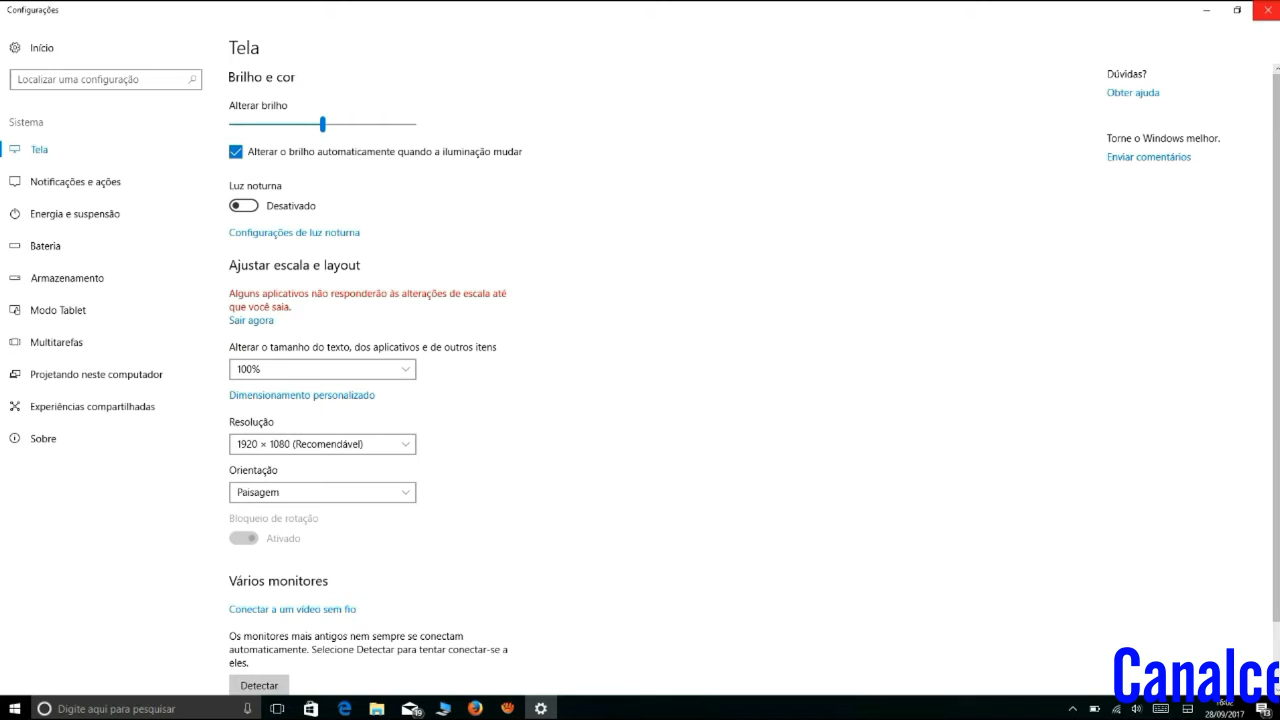 Configurações
Início
Localizar uma configuração
Sistema
Tela
Notificações e ações
Energia e suspensão
Bateria
Armazenamento
Modo Tablet
Multitarefas
Projetando neste computador
Experiências compartilhadas
Sobre
Tela
Brilho e cor
Alterar brilho
Alterar o brilho automaticamente quando a iluminação mudar
Luz noturna
Desativado
Configurações de luz noturna
Ajustar escala e layout
Alguns aplicativos não responderão às alterações de escala até
que você saia.
Sair agora
Alterar o tamanho do texto, dos aplicativos e de outros itens
100%
Dimensionamento personalizado
Resolução
1920 × 1080 (Recomendável)
Orientação
Paisagem
Bloqueio de rotação
Ativado
Vários monitores
Conectar a um vídeo sem fio
Os monitores mais antigos nem sempre se conectam
automaticamente. Selecione Detectar para tentar conectar-se a
eles.
Detectar
Dúvidas?
Obter ajuda
Torne o Windows melhor.
Enviar comentários
Canalce
Digite aqui para pesquisar
19
28/09/2017
13